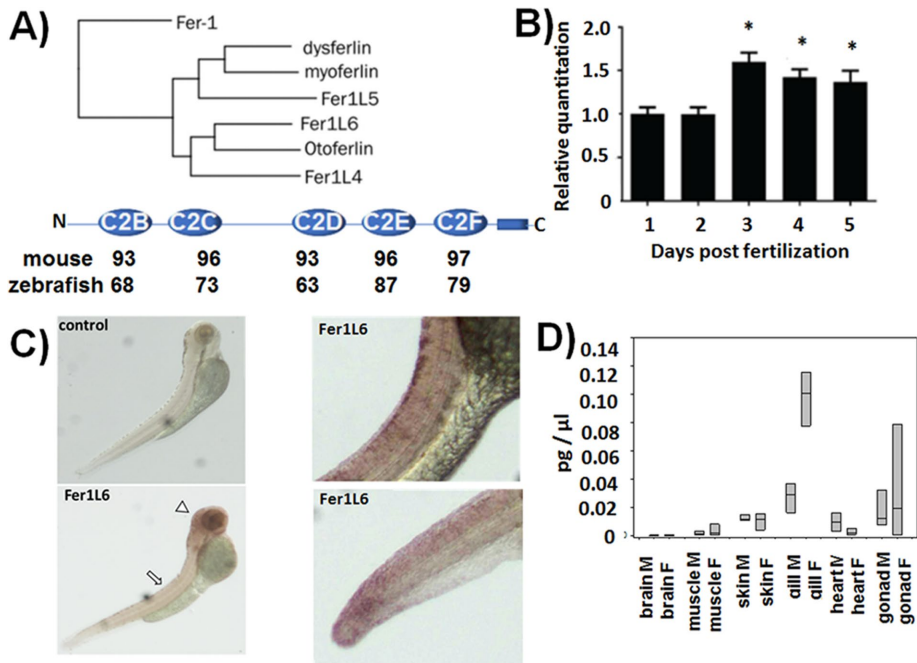 A)
Fer-1
dysferlin
myoferlin
Fer1L5
Fer1L6
Otoferlin
Fer1L4
N C2B C2C C2D C2E C2F C
mouse 93 96 93 96 97
zebrafish 68 73 63 87 79
B)
Relative quantitation
2.0
1.5
1.0
0.5
0
* * *
1 2 3 4 5
Days post fertilization
C)
control
Fer1L6
Fer1L6
Fer1L6
D)
pg / µl
0.14
0.12
0.08
0.06
0.04
0.02
0
brain M
brain F
muscle M
muscle F
skin M
skin F
gill M
gill F
heart M
heart F
gonad M
gonad F